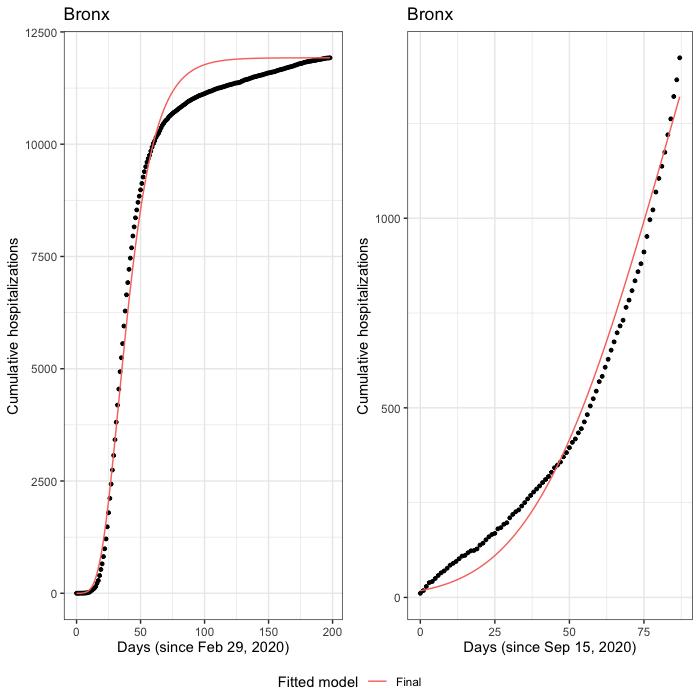 Bronx
Cumulative hospitalizations
12500
10000
7500
5000
2500
0
0 50 100 150 200
Days (since Feb 29, 2020)
Bronx
Cumulative hospitalizations
1000
500
0
0 25 50 75
Days (since Sep 15, 2020)
Fitted model Final